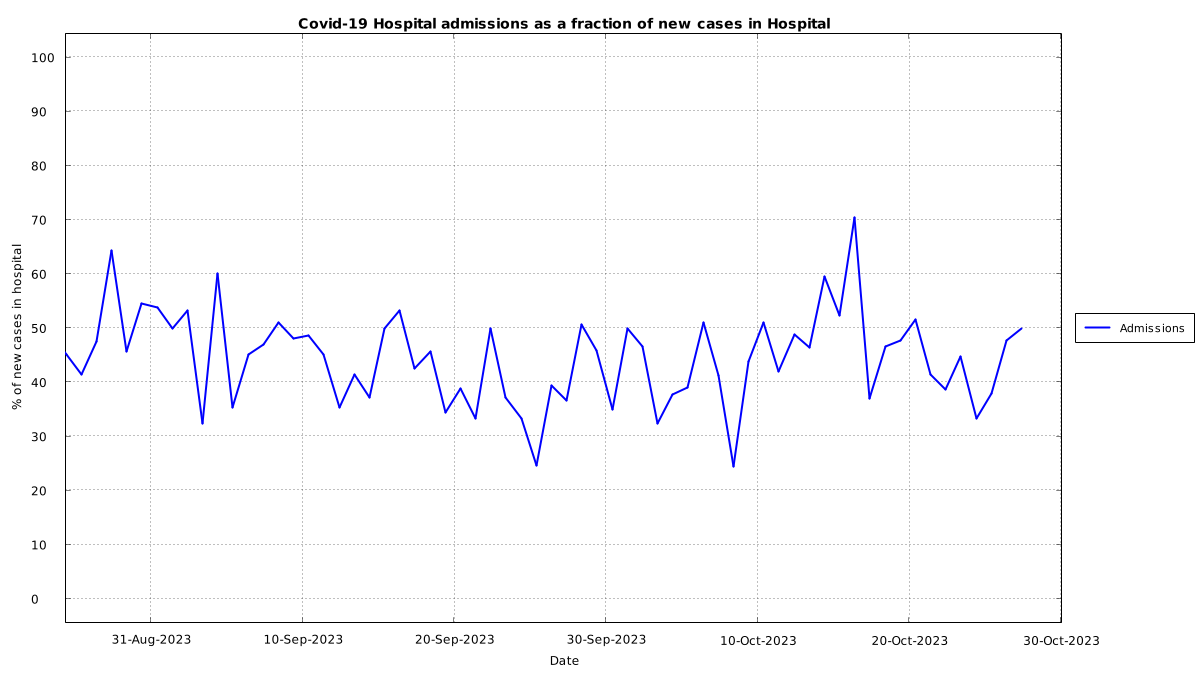 Covid-19 Hospital admissions as a fraction of new cases in Hospital
100
90
80
70
60
50
40
30
20
10
0
% of new cases in hospital
31-Aug-2023
10-Sep-2023
20-Sep-2023
30-Sep-2023
10-Oct-2023
20-Oct-2023
30-Oct-2023
Date
Admissions